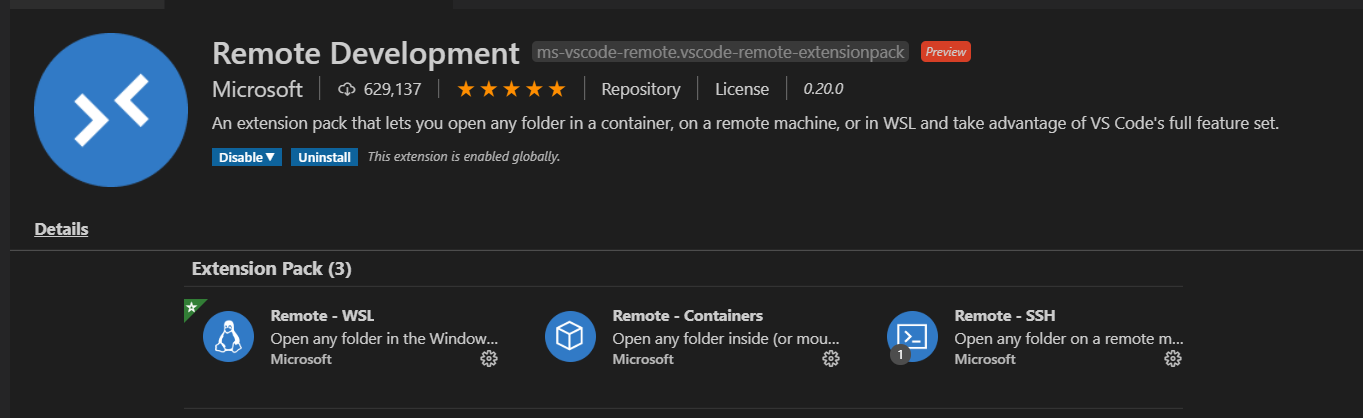 Remote Development ms-vscode-remote.vscode-remote-extensionpack Preview
Microsoft 629,137 Repository License 0.20.0
An extension pack that lets you open any folder in a container, on a remote machine, or in WSL and take advantage of VS Code's full feature set.
Disable▼ Uninstall This extension is enabled globally.
Details
Extension Pack (3)
Remote - WSL
Open any folder in the Window...
Microsoft
Remote - Containers
Open any folder inside (or mou...
Microsoft
Remote - SSH
Open any folder on a remote m...
Microsoft
1